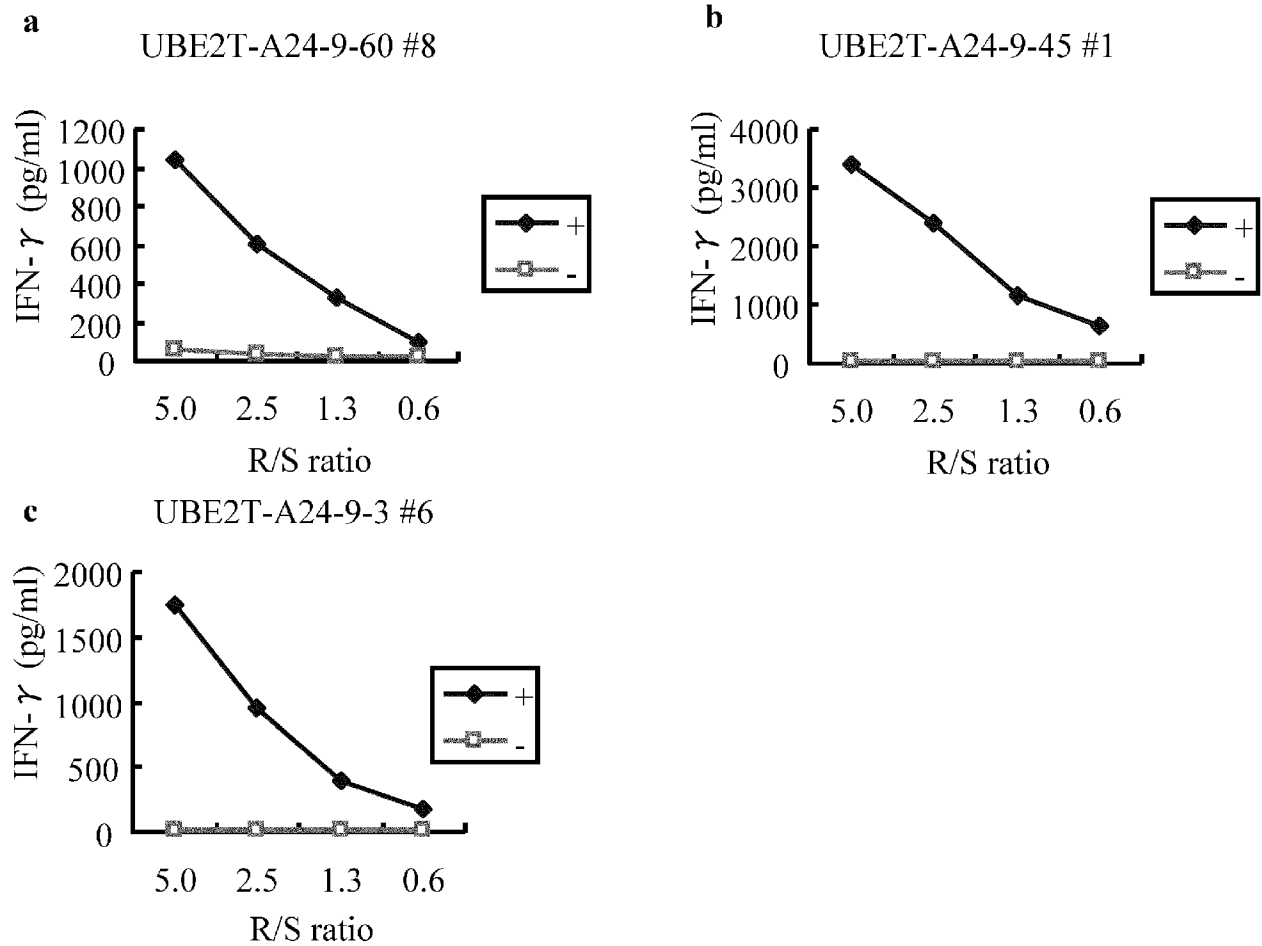 a
UBE2T-A24-9-60 #8
IFN-γ (pg/ml)
1200
1000
800
600
400
200
0
5.0 2.5 1.3 0.6
R/S ratio
+
-
b
UBE2T-A24-9-45 #1
IFN-γ (pg/ml)
4000
3000
2000
1000
0
5.0 2.5 1.3 0.6
R/S ratio
+
-
c
UBE2T-A24-9-3 #6
IFN-γ (pg/ml)
2000
1500
1000
500
0
5.0 2.5 1.3 0.6
R/S ratio
+
-